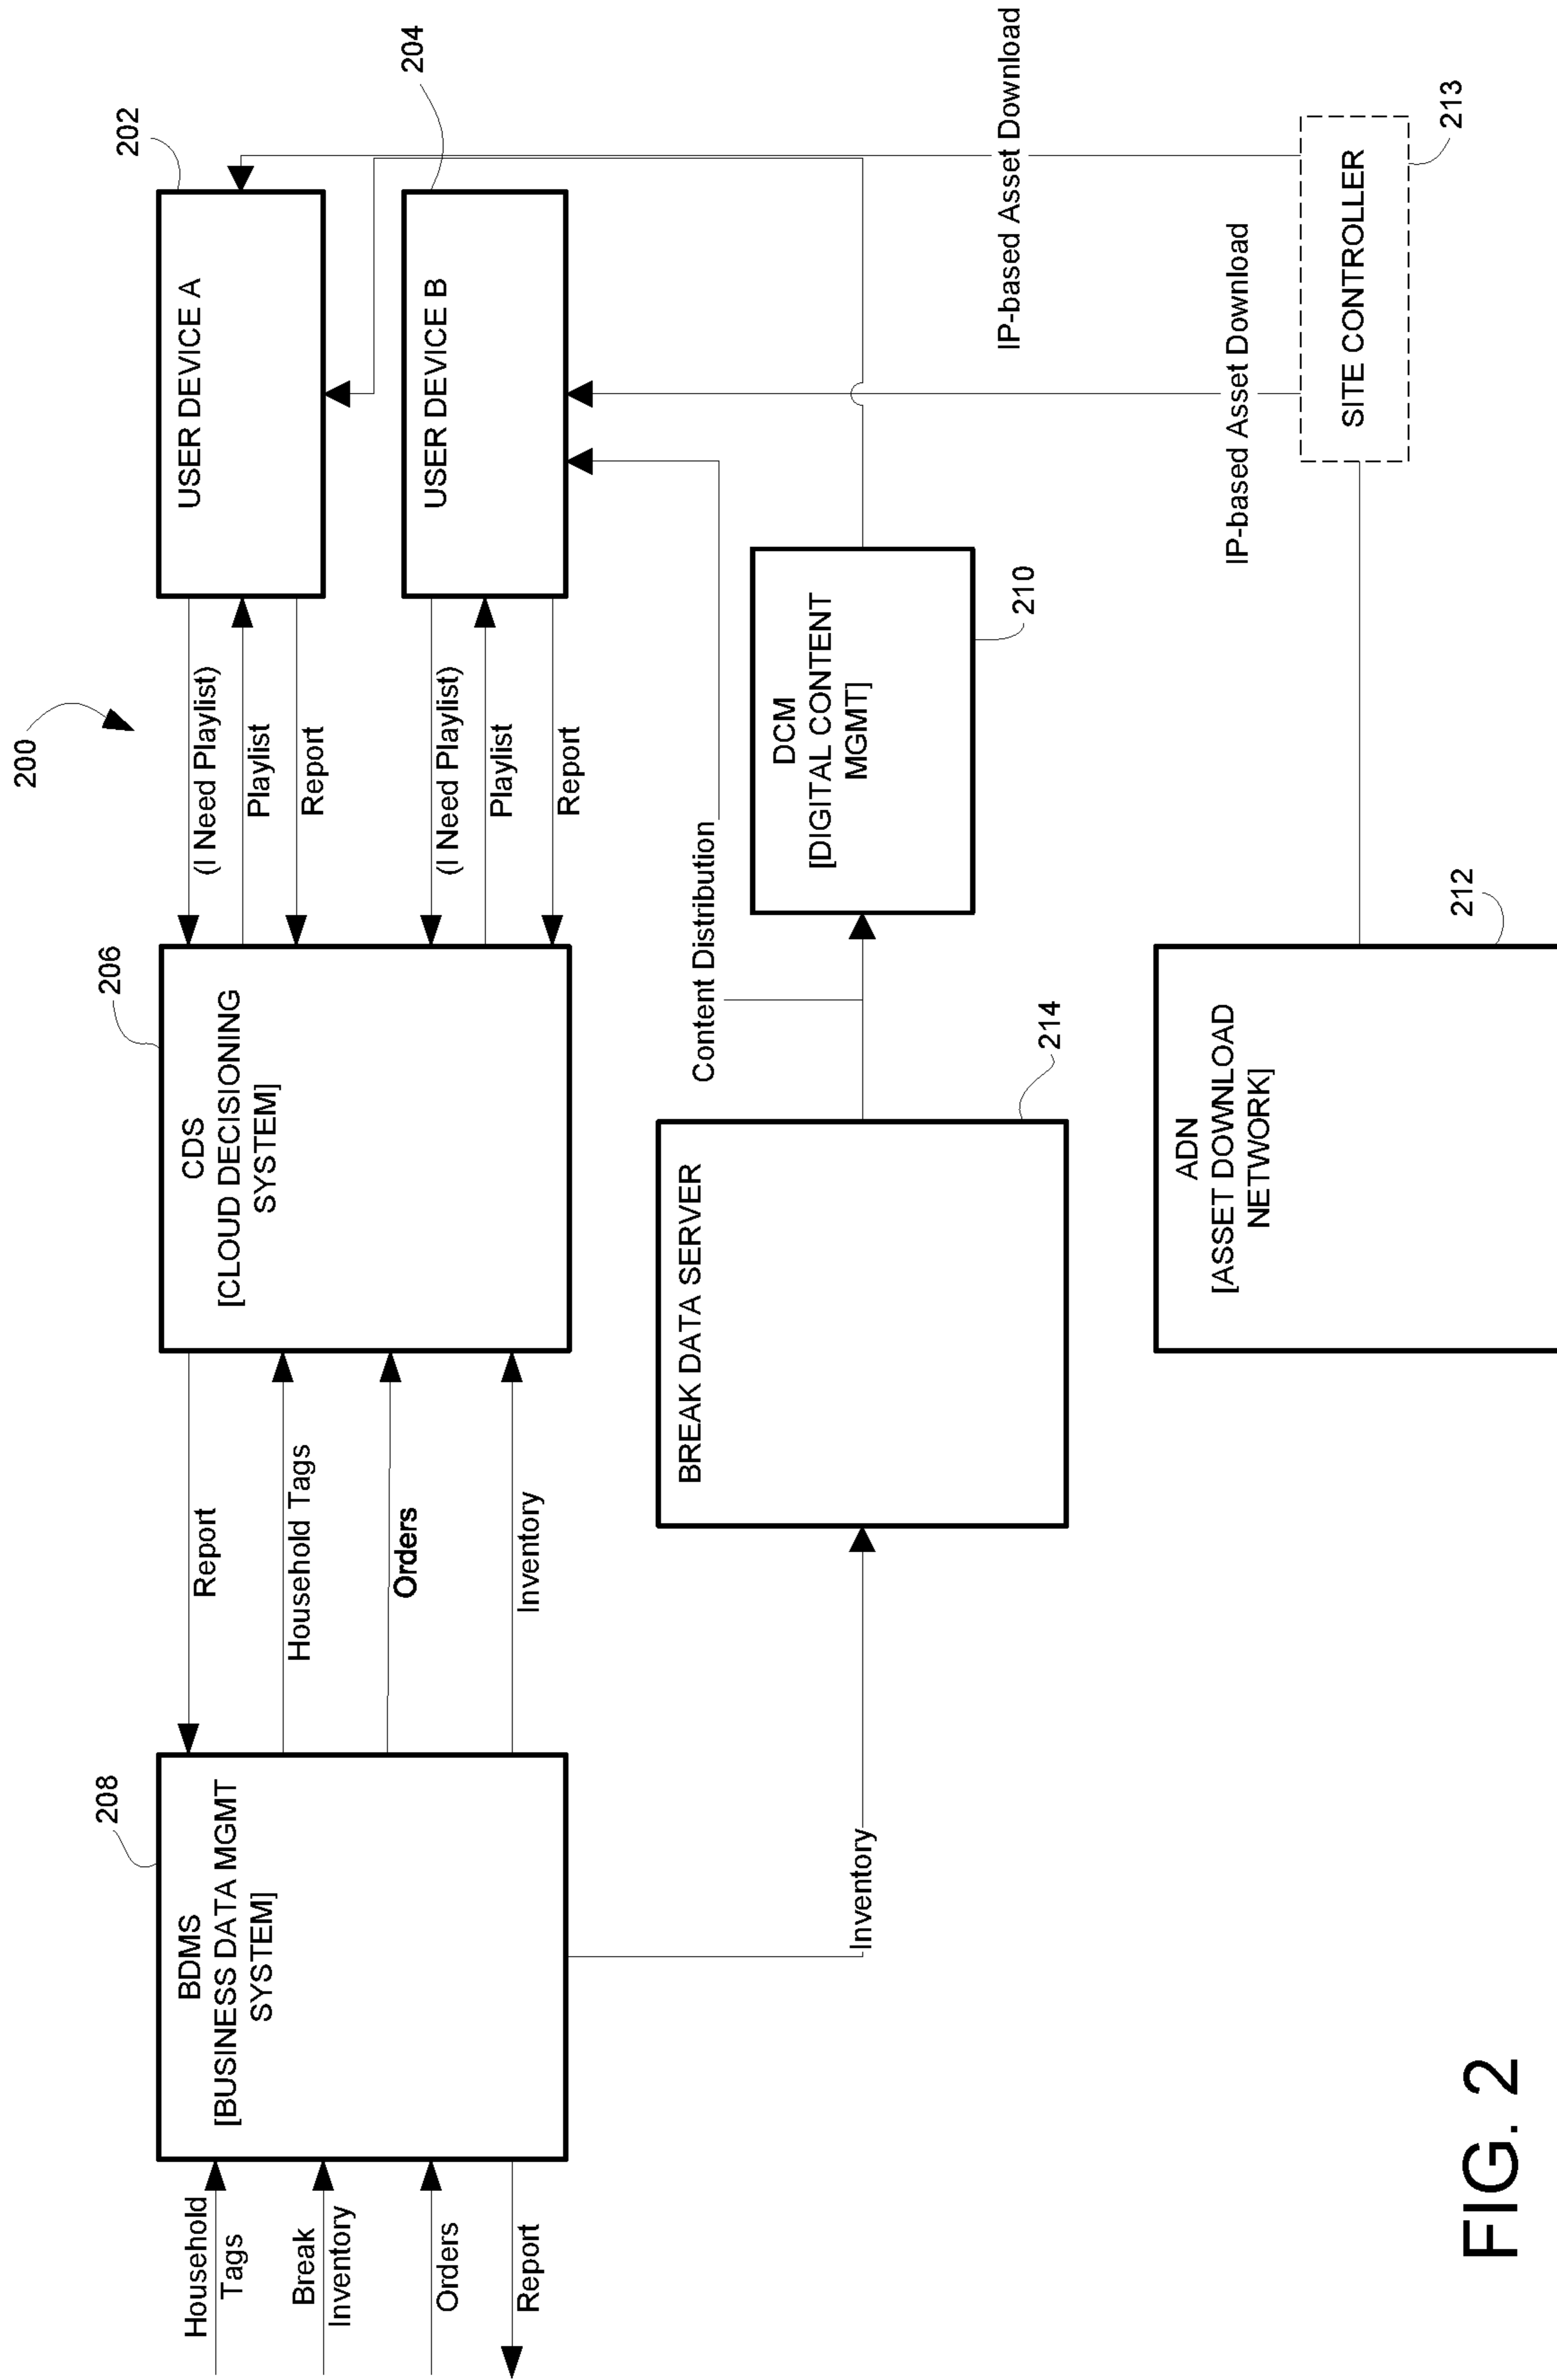 200
202
USER DEVICE A
204
USER DEVICE B
(I Need Playlist)
Playlist
Report
(I Need Playlist)
Playlist
Report
206
CDS
[CLOUD DECISIONING
SYSTEM]
Report
Household Tags
Orders
Inventory
208
BDMS
[BUSINESS DATA MGMT
SYSTEM]
Household
Tags
Break
Inventory
Orders
Report
Inventory
BREAK DATA SERVER
214
Content Distribution
DCM
[DIGITAL CONTENT
MGMT]
210
IP-based Asset Download
IP-based Asset Download
SITE CONTROLLER
213
ADN
[ASSET DOWNLOAD
NETWORK]
212
FIG. 2